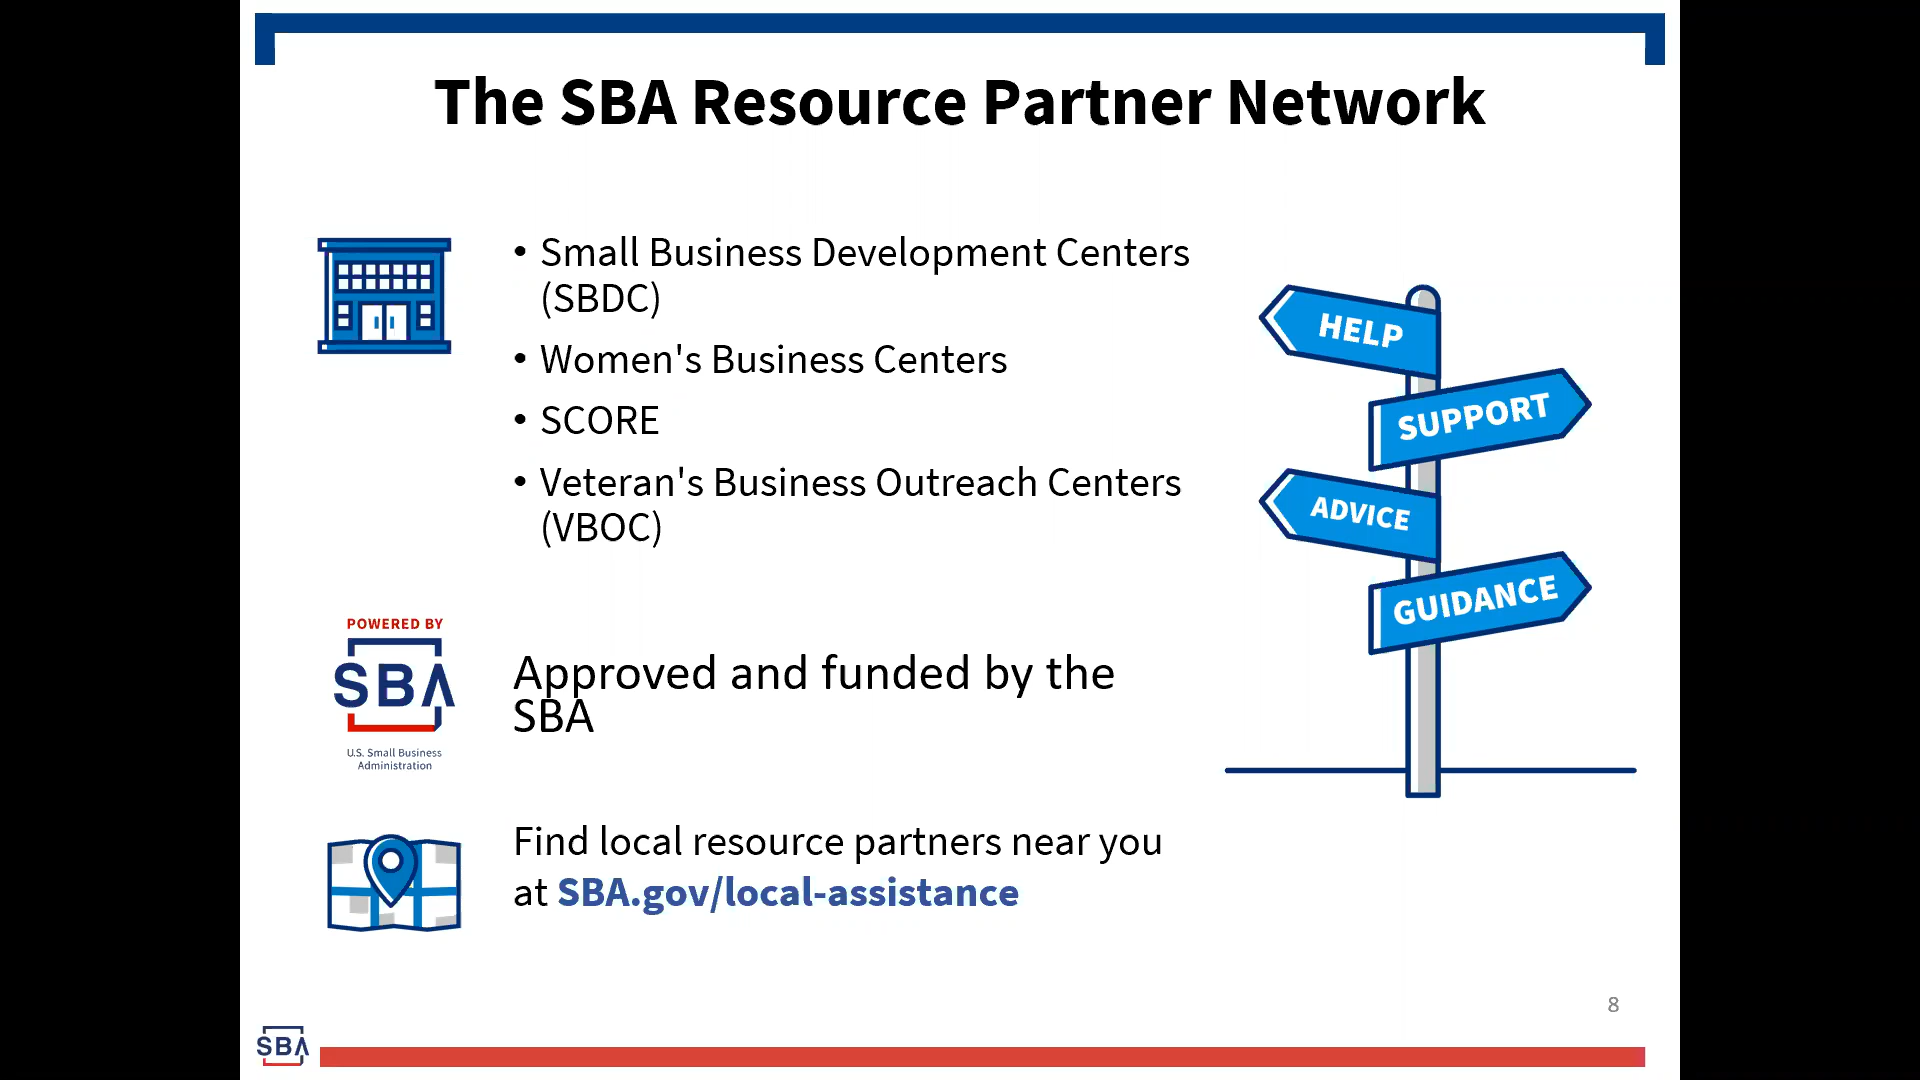 The SBA Resource Partner Network
• Small Business Development Centers
(SBDC)
• Women's Business Centers
• SCORE
• Veteran's Business Outreach Centers
(VBOC)
HELP
SUPPORT
ADVICE
GUIDANCE
POWERED BY
SBA
U.S. Small Business
Administration
Approved and funded by the
SBA
Find local resource partners near you
at SBA.gov/local-assistance
8
SBA